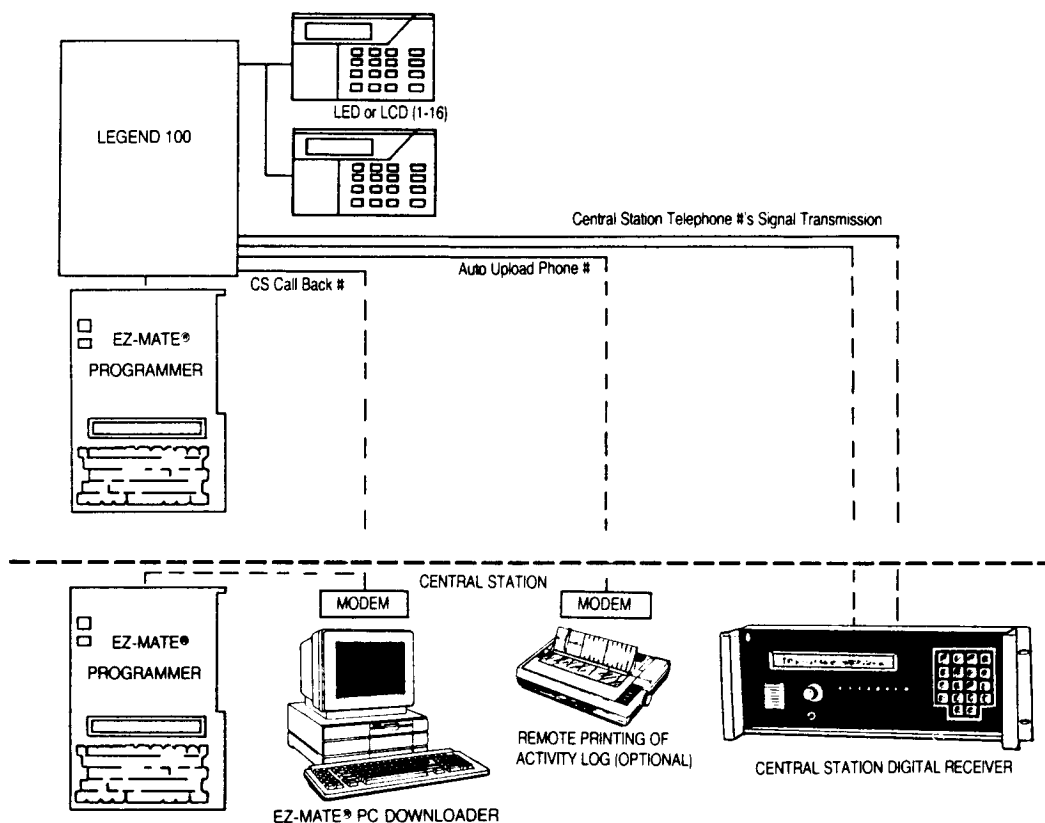 LEGEND 100
LED or LCD (1-16)
Central Station Telephone #'s Signal Transmission
Auto Upload Phone #
CS Call Back #
EZ-MATE®
PROGRAMMER
CENTRAL STATION
MODEM
MODEM
EZ-MATE®
PROGRAMMER
REMOTE PRINTING OF
ACTIVITY LOG (OPTIONAL)
CENTRAL STATION DIGITAL RECEIVER
EZ-MATE® PC DOWNLOADER